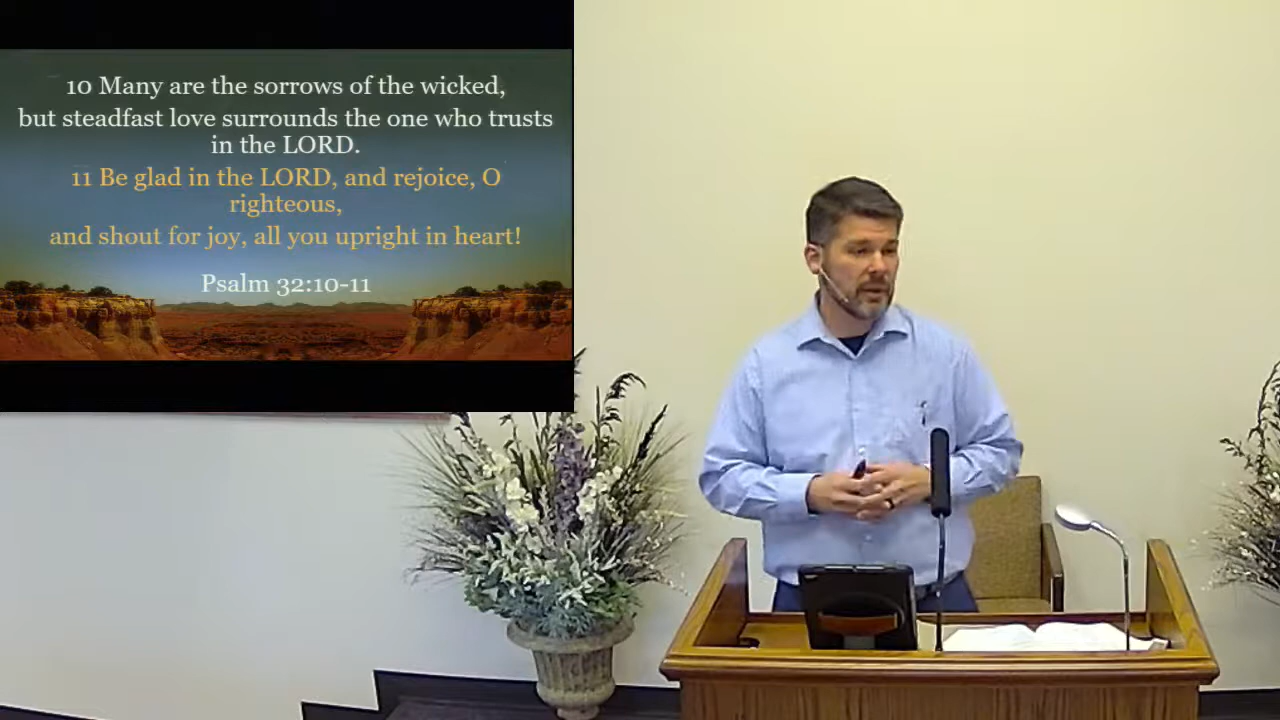 10 Many are the sorrows of the wicked,
but steadfast love surrounds the one who trusts
in the LORD.
11 Be glad in the LORD, and rejoice, O
righteous,
and shout for joy, all you upright in heart!
Psalm 32:10-11